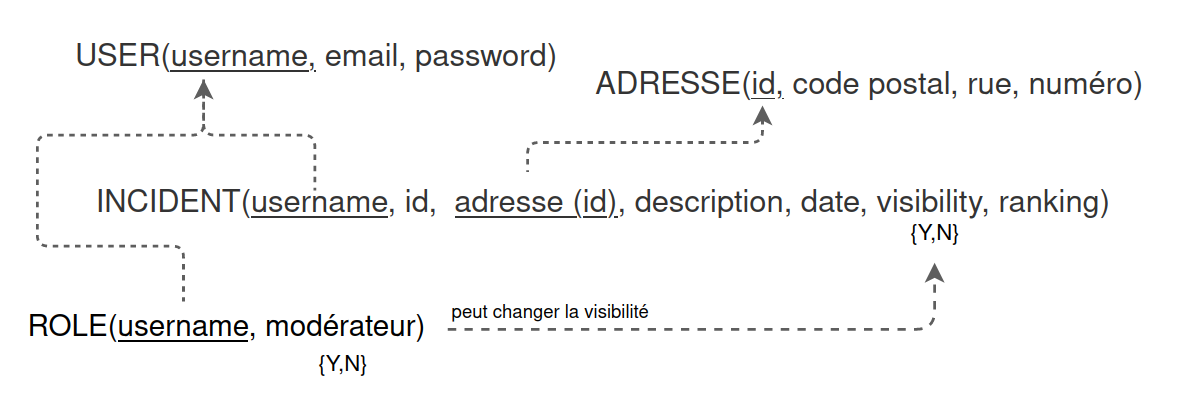 USER(username, email, password)
ADRESSE(id, code postal, rue, numéro)
INCIDENT(username, id, adresse (id), description, date, visibility, ranking)
{Y,N}
ROLE(username, modérateur)
peut changer la visibilité
{Y,N}